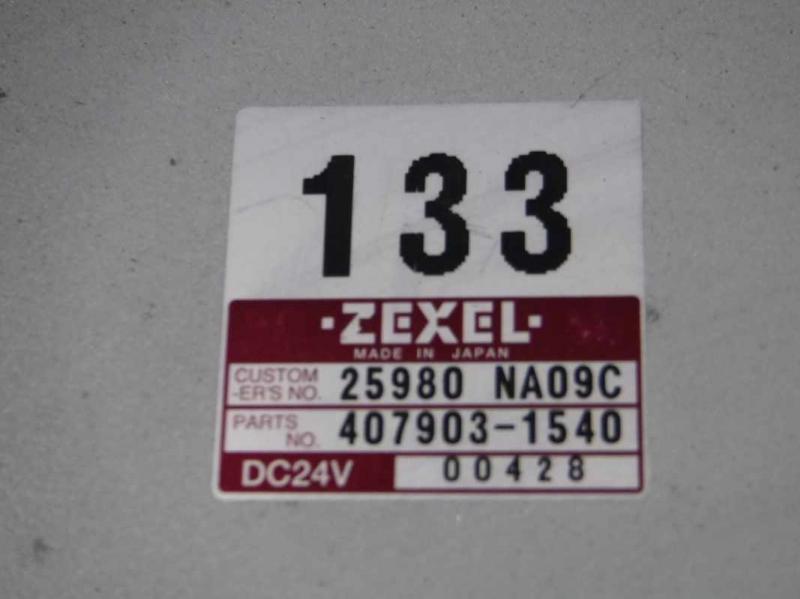 133
·ZEXEL·
MADE IN JAPAN
CUSTOM
-ER'S NO. 25980 NA09C
PARTS
NO. 407903-1540
DC24V 00428